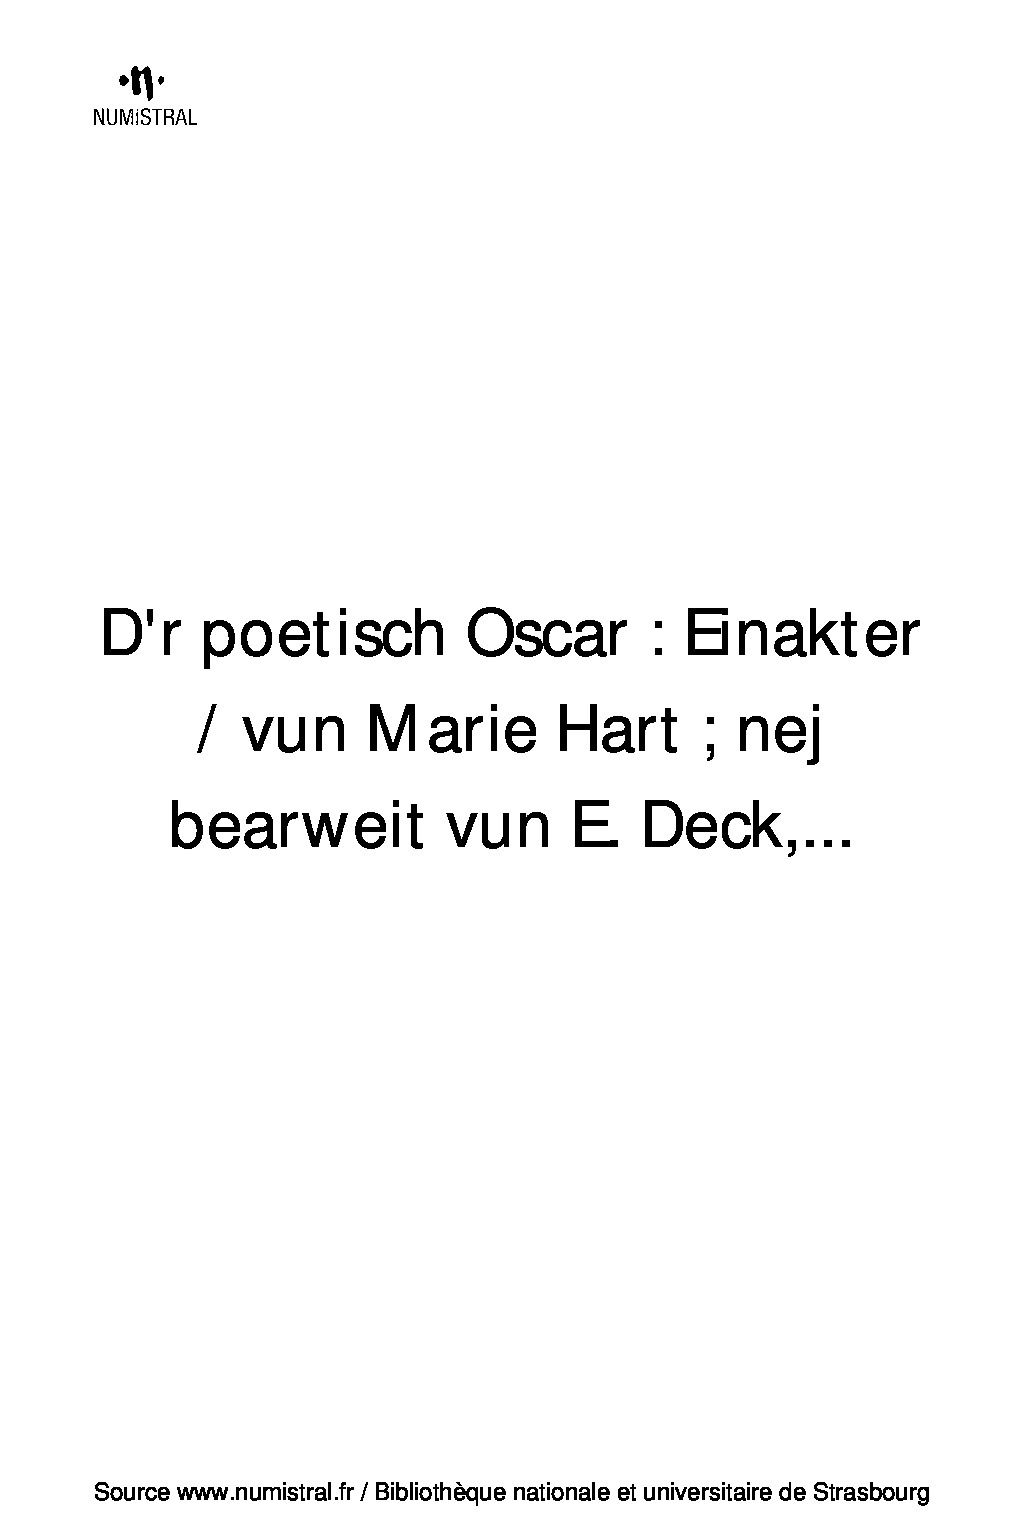 n
NUMiSTRAL
D'r poetisch Oscar : Einakter
/ vun Marie Hart ; nej
bearweit vun E. Deck,...
Source www.numistral.fr / Bibliothèque nationale et universitaire de Strasbourg